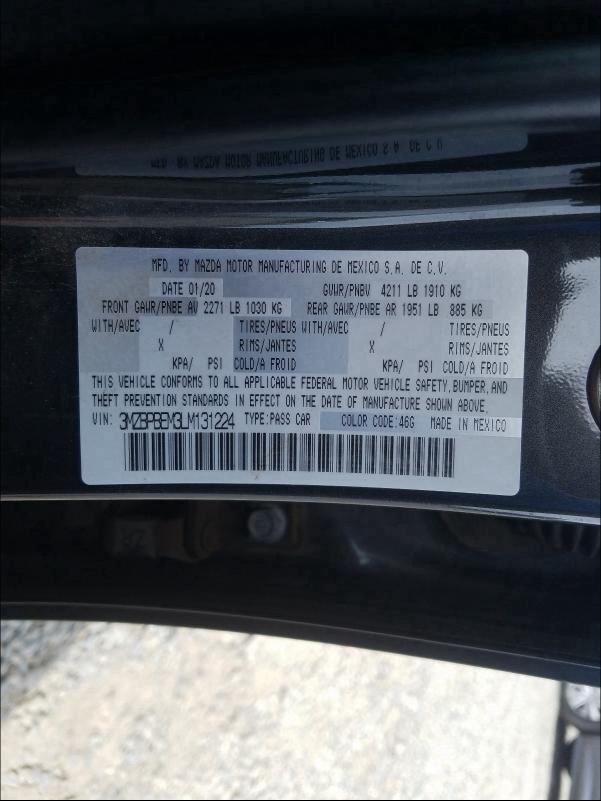 MFD. BY MAZDA MOTOR MANUFACTURING DE MEXICO S.A. DE C.V.
DATE 01/20 GVWR/PNBV 4211 LB 1910 KG
FRONT GAWR/PNBE AV 2271 LB 1030 KG REAR GAWR/PNBE AR 1951 LB 885 KG
WITH/AVEC / TIRES/PNEUS WITH/AVEC / TIRES/PNEUS
X RIMS/JANTES X RIMS/JANTES
KPA/ PSI COLD/A FROID KPA/ PSI COLD/A FROID
THIS VEHICLE CONFORMS TO ALL APPLICABLE FEDERAL MOTOR VEHICLE SAFETY, BUMPER, AND
THEFT PREVENTION STANDARDS IN EFFECT ON THE DATE OF MANUFACTURE SHOWN ABOVE.
VIN: 3MZBPBEM3LM131224 TYPE:PASS CAR COLOR CODE:46G MADE IN MEXICO